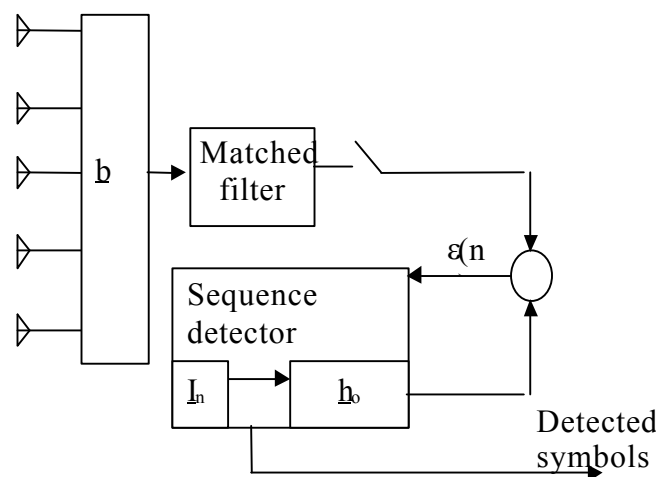 b
Matched
filter
ε(n
Sequence
detector
In
ho
Detected
symbols